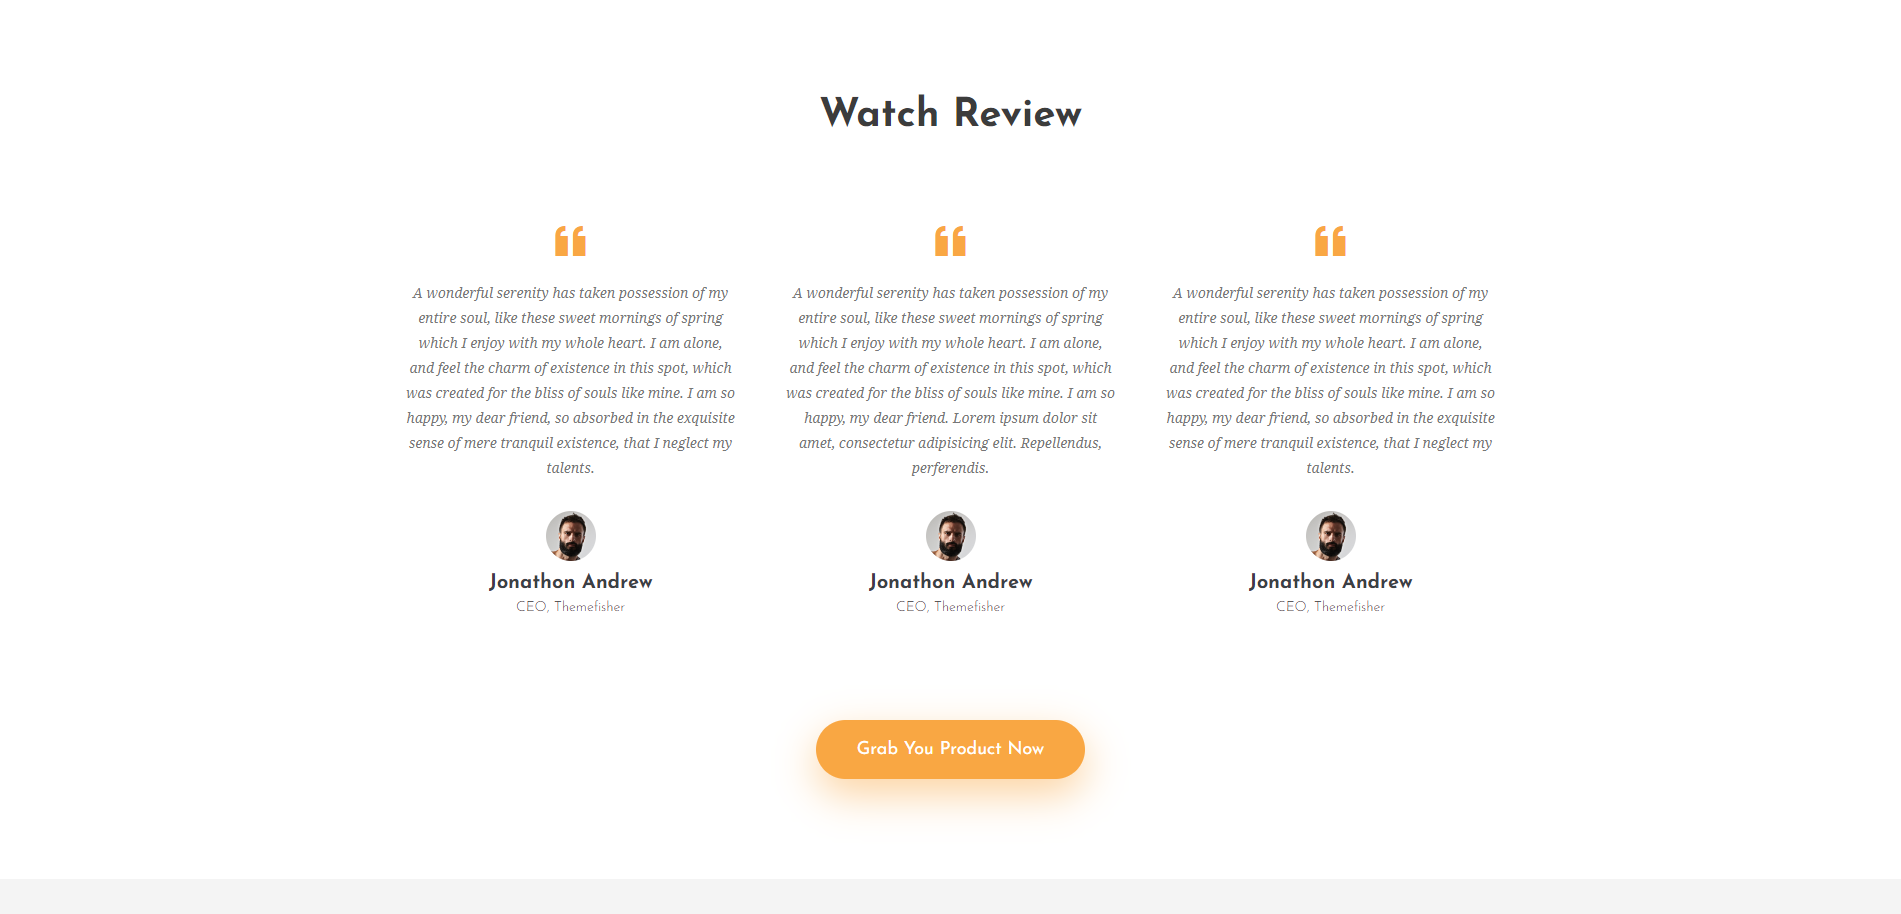 Watch Review
A wonderful serenity has taken possession of my
entire soul, like these sweet mornings of spring
which I enjoy with my whole heart. I am alone,
and feel the charm of existence in this spot, which
was created for the bliss of souls like mine. I am so
happy, my dear friend, so absorbed in the exquisite
sense of mere tranquil existence, that I neglect my
talents.
Jonathon Andrew
CEO, Themefisher
A wonderful serenity has taken possession of my
entire soul, like these sweet mornings of spring
which I enjoy with my whole heart. I am alone,
and feel the charm of existence in this spot, which
was created for the bliss of souls like mine. I am so
happy, my dear friend. Lorem ipsum dolor sit
amet, consectetur adipisicing elit. Repellendus,
perferendis.
Jonathon Andrew
CEO, Themefisher
A wonderful serenity has taken possession of my
entire soul, like these sweet mornings of spring
which I enjoy with my whole heart. I am alone,
and feel the charm of existence in this spot, which
was created for the bliss of souls like mine. I am so
happy, my dear friend, so absorbed in the exquisite
sense of mere tranquil existence, that I neglect my
talents.
Jonathon Andrew
CEO, Themefisher
Grab You Product Now